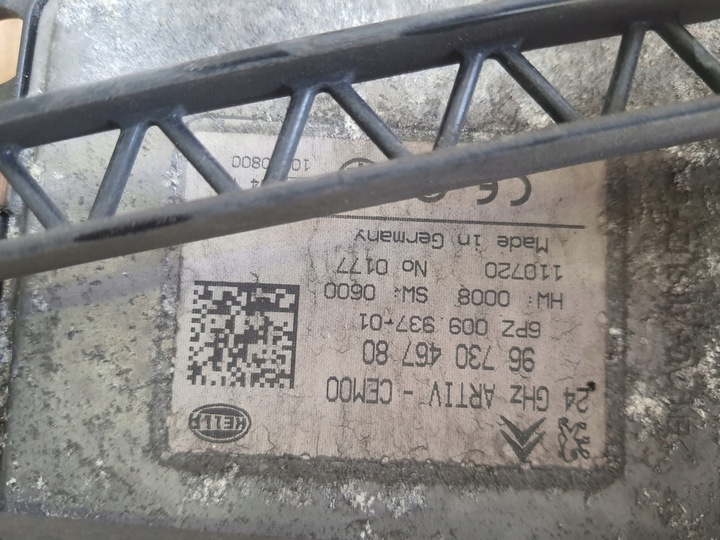 HELLA
24 GHz ARTIV - CEM00
96 730 467 80
6PZ 009.937-01
HW: 0008 SW: 0600
110720 No 0177
Made in Germany
CE